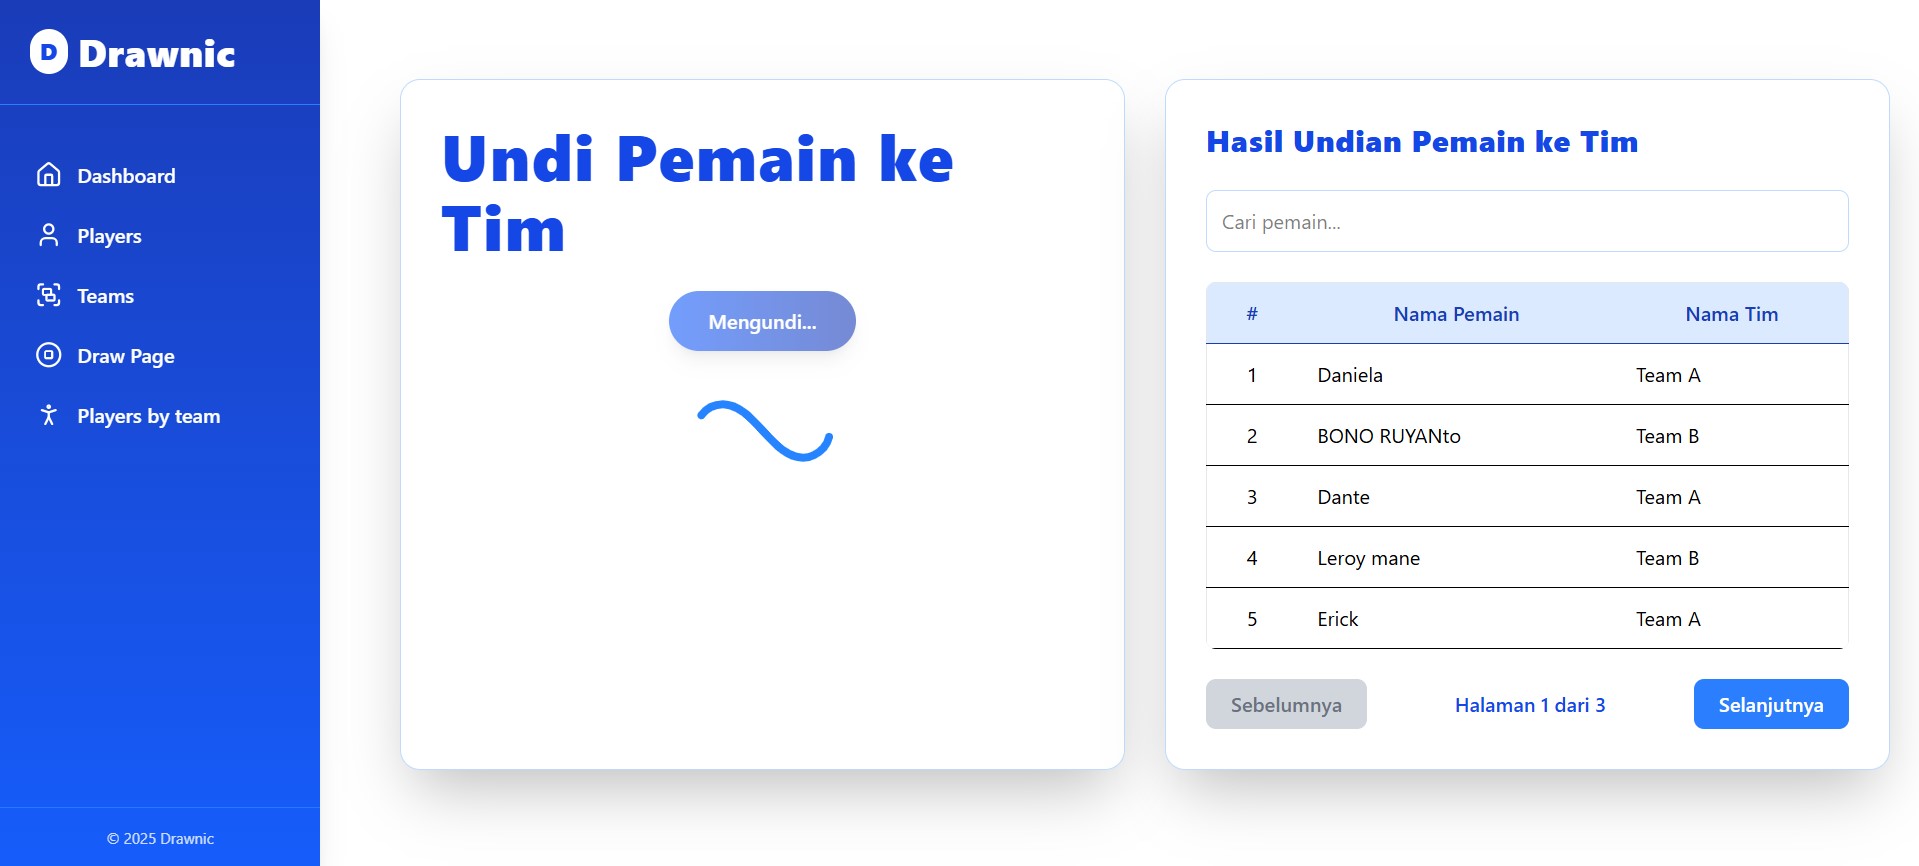 D Drawnic
Dashboard
Players
Teams
Draw Page
Players by team
© 2025 Drawnic
Undi Pemain ke
Tim
Mengundi...
Hasil Undian Pemain ke Tim
Cari pemain...
# Nama Pemain Nama Tim
1 Daniela Team A
2 BONO RUYANto Team B
3 Dante Team A
4 Leroy mane Team B
5 Erick Team A
Sebelumnya Halaman 1 dari 3 Selanjutnya